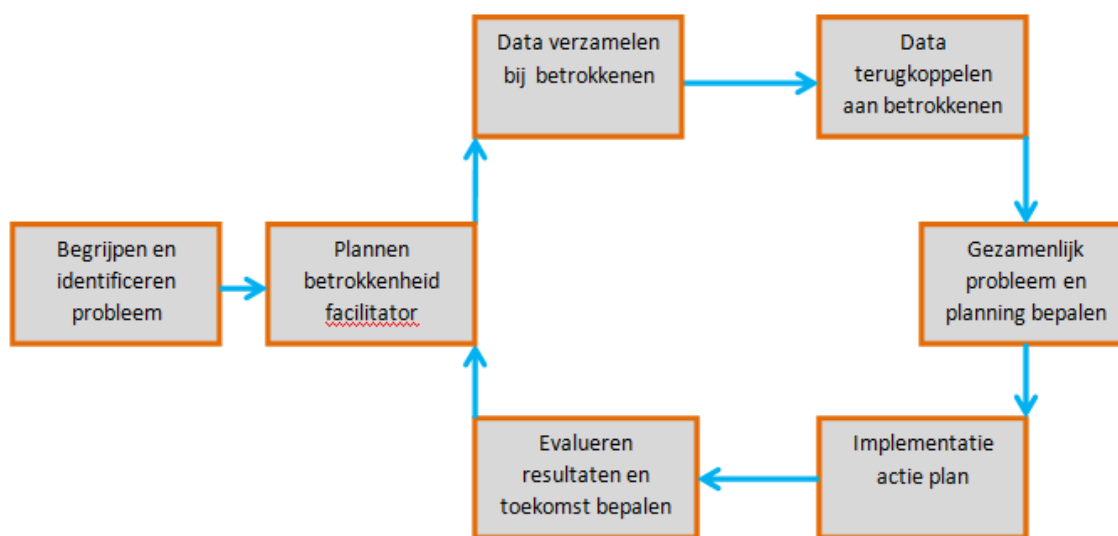 Begrijpen en
identificeren
probleem
Plannen
betrokkenheid
facilitator
Data verzamelen
bij betrokkenen
Data
terugkoppelen
aan betrokkenen
Gezamenlijk
probleem en
planning bepalen
Implementatie
actie plan
Evalueren
resultaten en
toekomst bepalen